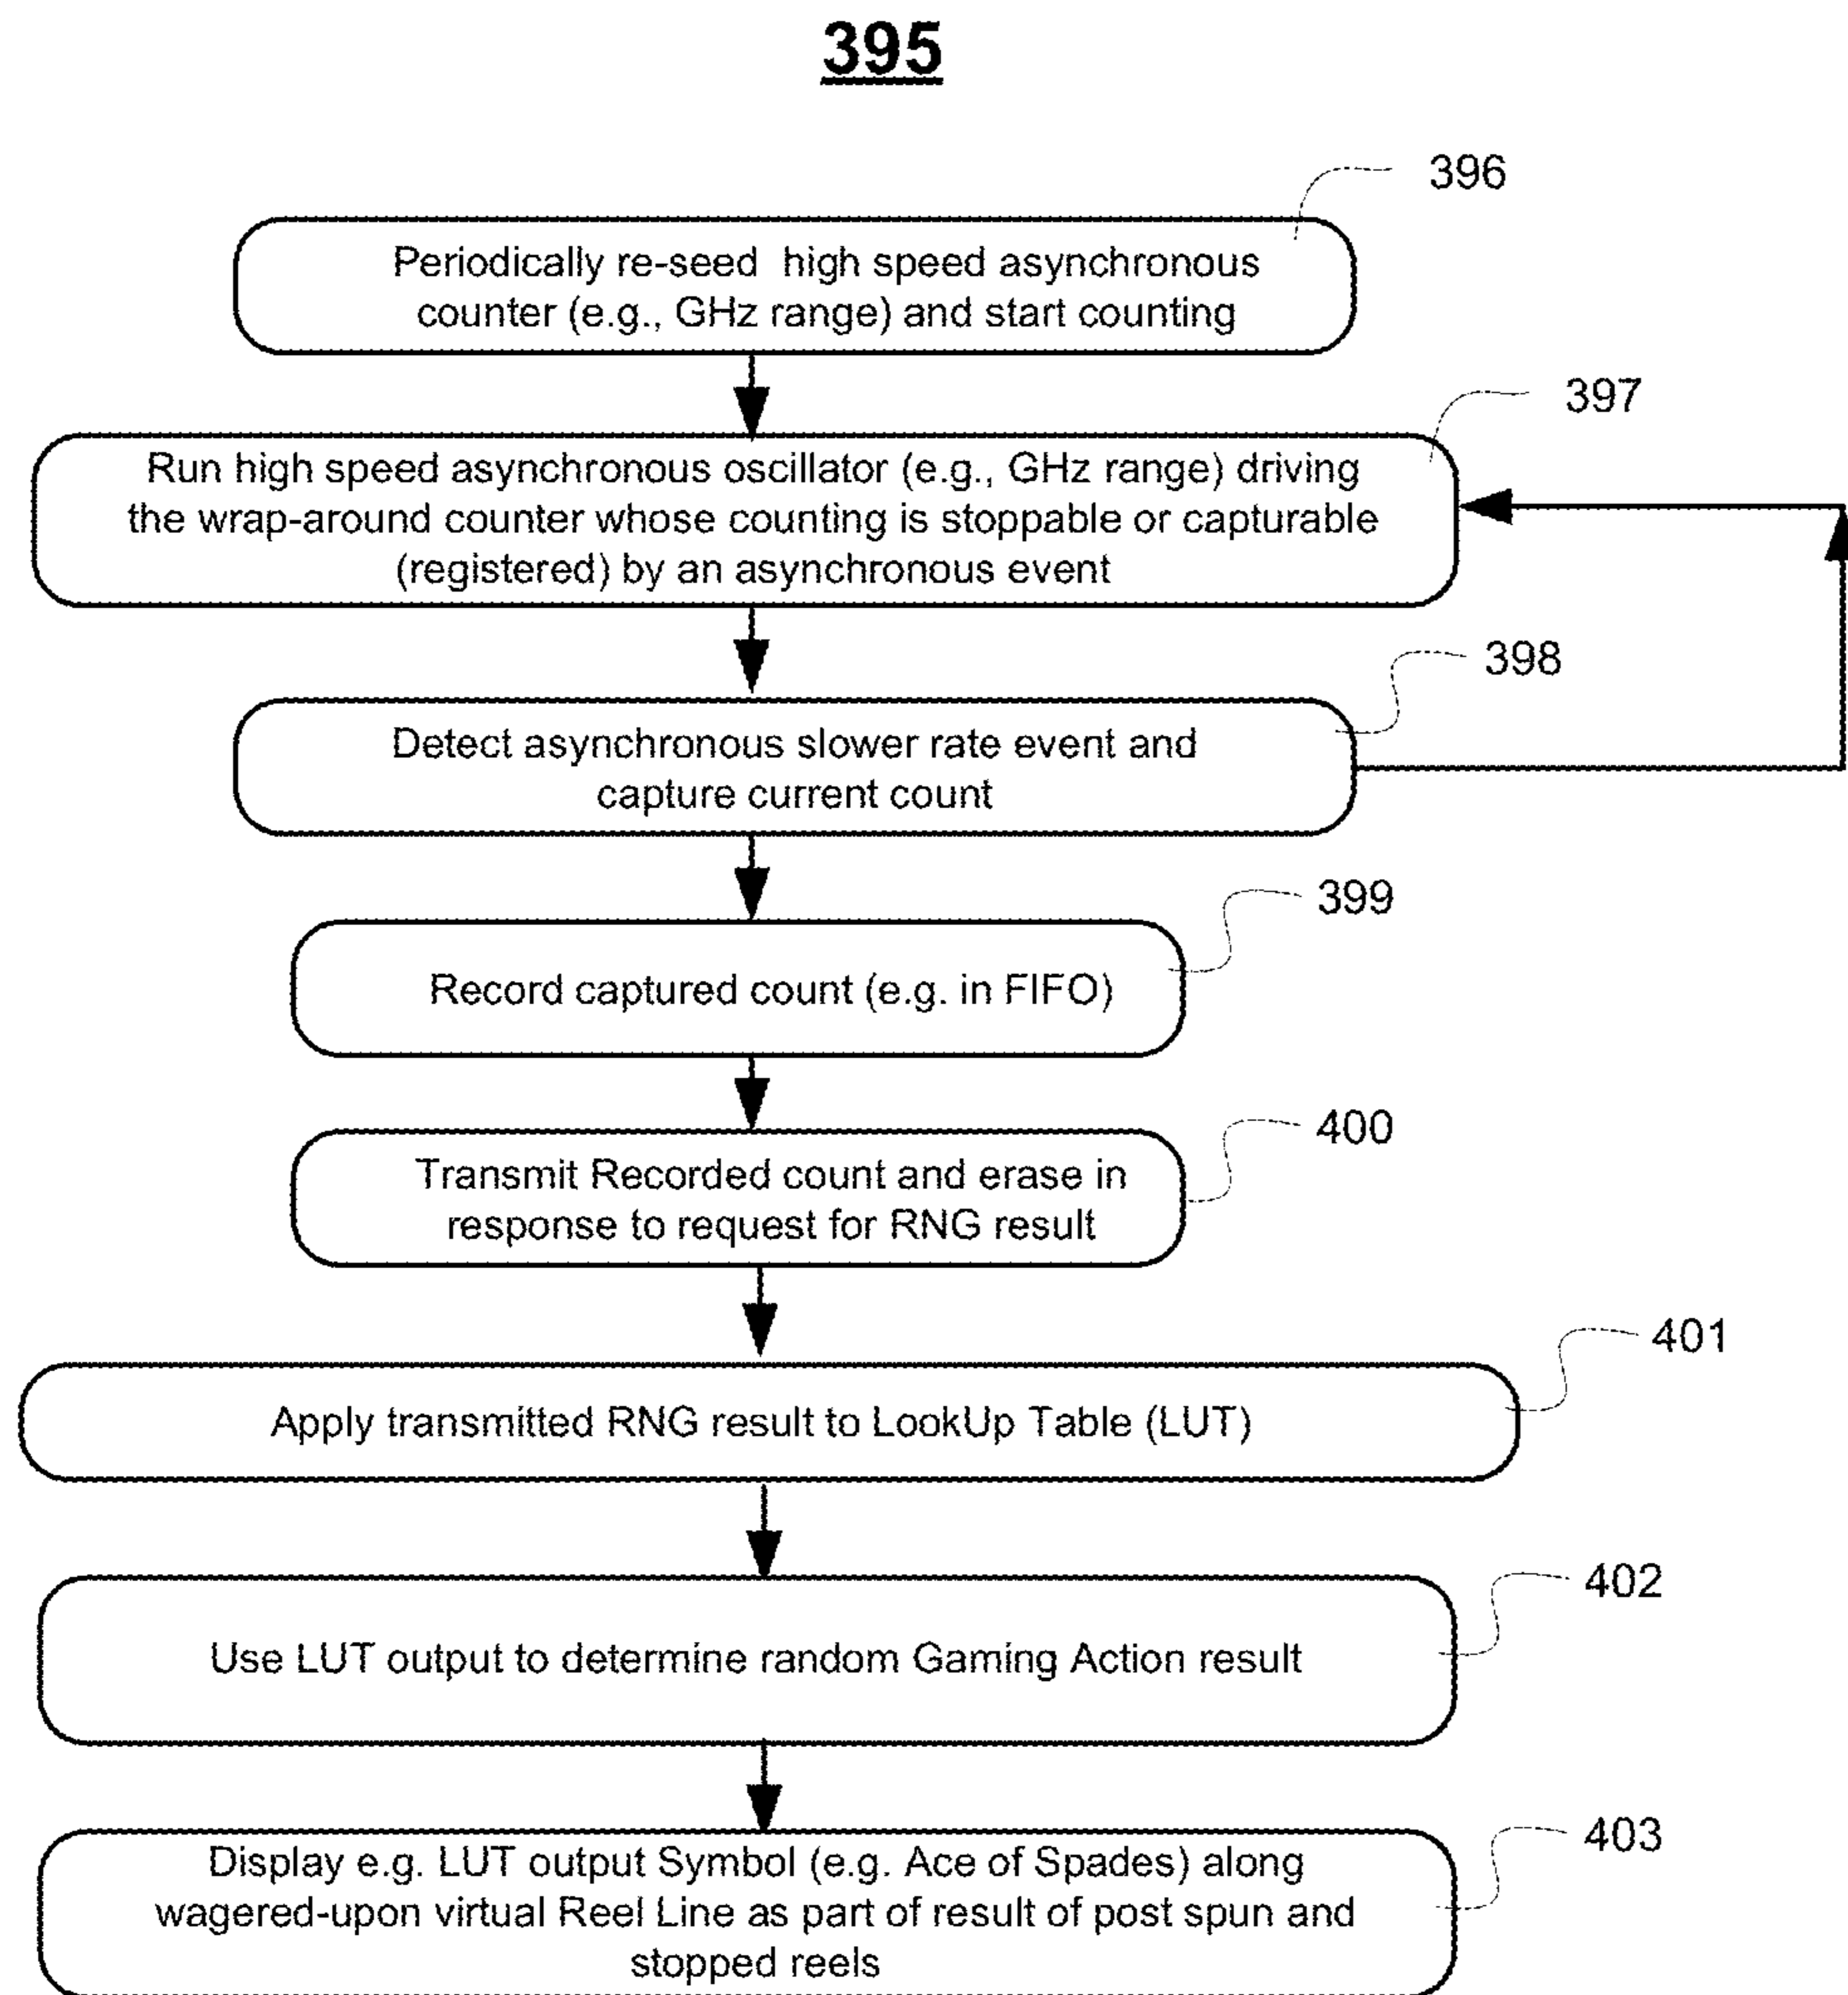 395
396
Periodically re-seed high speed asynchronous
counter (e.g., GHz range) and start counting
397
Run high speed asynchronous oscillator (e.g., GHz range) driving
the wrap-around counter whose counting is stoppable or capturable
(registered) by an asynchronous event
398
Detect asynchronous slower rate event and
capture current count
399
Record captured count (e.g. in FIFO)
400
Transmit Recorded count and erase in
response to request for RNG result
401
Apply transmitted RNG result to LookUp Table (LUT)
402
Use LUT output to determine random Gaming Action result
403
Display e.g. LUT output Symbol (e.g. Ace of Spades) along
wagered-upon virtual Reel Line as part of result of post spun and
stopped reels